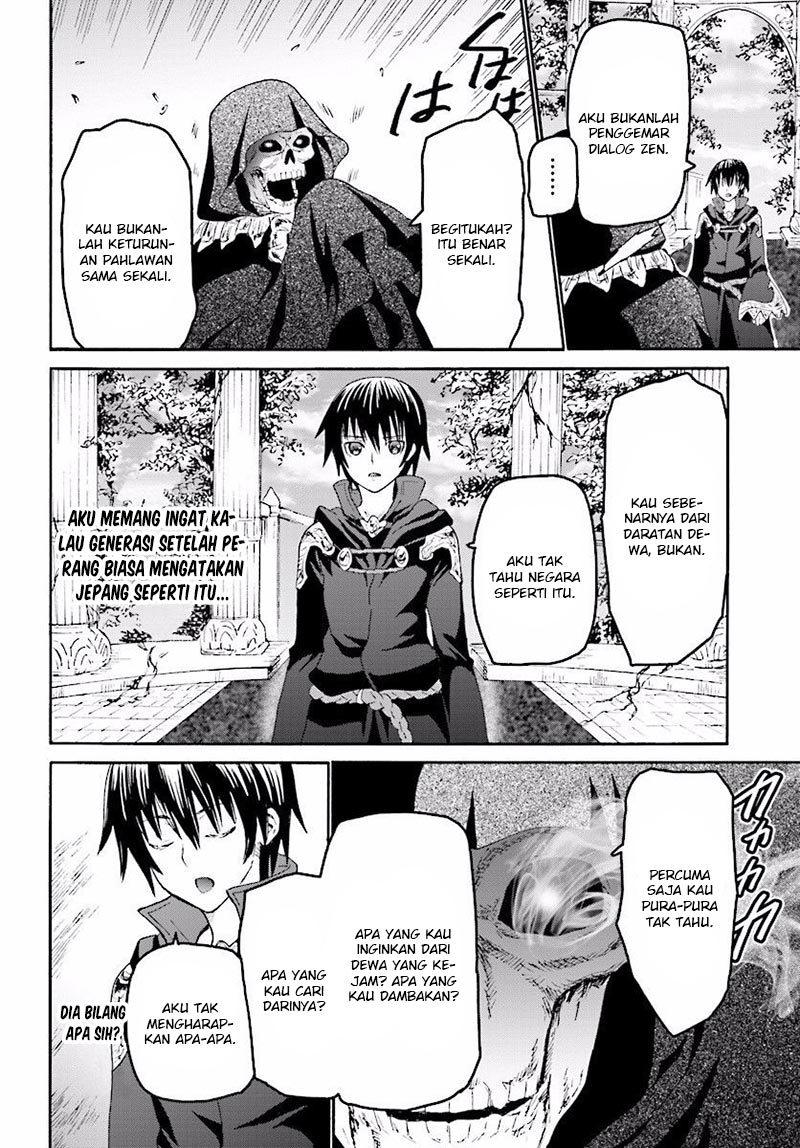 AKU BUKANLAH
PENGGEMAR
DIALOG ZEN.
......
くは
はは
BEGITUKAH?
ITU BENAR
SEKALI.
KAU BUKAN-
LAH KETURUN-
AN PAHLAWAN
SAMA SEKALI.
KAU SEBE-
NARNYA DARI
DARATAN DE-
WA, BUKAN.
AKU TAK
TAHU NEGARA
SEPERTI ITU.
AKU MEMANG INGAT KA-
LAU GENERASI SETELAH PE-
RANG BIASA MENGATAKAN
JEPANG SEPERTI ITU...
カカカカ
PERCUMA
SAJA KAU
PURA-PURA
TAK TAHU.
APA YANG KAU
INGINKAN DARI
DEWA YANG KE-
JAM? APA YANG
KAU DAMBAKAN?
APA YANG
KAU CARI
DARINYA?
AKU TAK
MENGHARAP-
KAN APA-APA.
DIA BILANG
APA SIH?